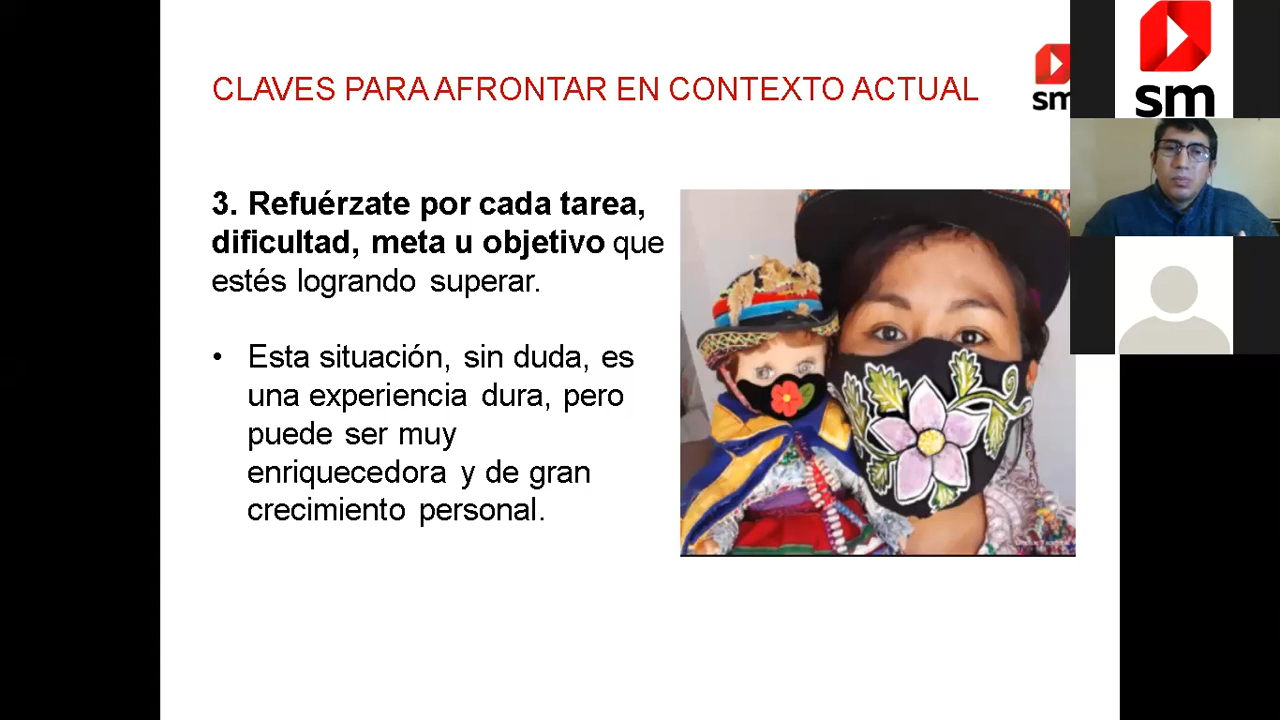 CLAVES PARA AFRONTAR EN CONTEXTO ACTUAL
sm
sm
3. Refuérzate por cada tarea,
dificultad, meta u objetivo que
estés logrando superar.
• Esta situación, sin duda, es
una experiencia dura, pero
puede ser muy
enriquecedora y de gran
crecimiento personal.